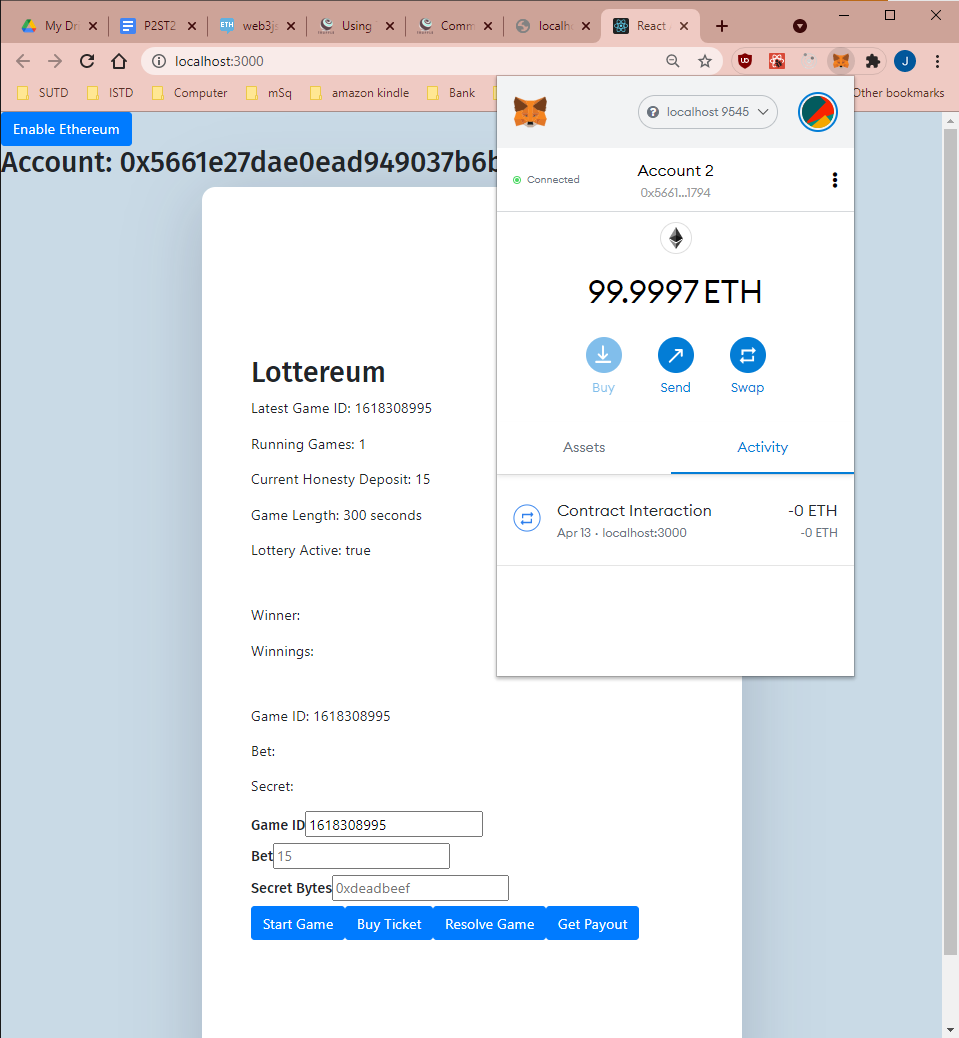 My Dri
P2ST2
ETH web3js
Using
Comm
localho
React
localhost:3000
J
SUTD ISTD Computer mSq amazon kindle Bank Other bookmarks
Enable Ethereum
Account: 0x5661e27dae0ead949037b6b
localhost 9545
Connected
Account 2
0x5661...1794
99.9997 ETH
Buy Send Swap
Assets Activity
Contract Interaction -0 ETH
Apr 13 · localhost:3000 -0 ETH
Lottereum
Latest Game ID: 1618308995
Running Games: 1
Current Honesty Deposit: 15
Game Length: 300 seconds
Lottery Active: true
Winner:
Winnings:
Game ID: 1618308995
Bet:
Secret:
Game ID 1618308995
Bet 15
Secret Bytes 0xdeadbeef
Start Game Buy Ticket Resolve Game Get Payout